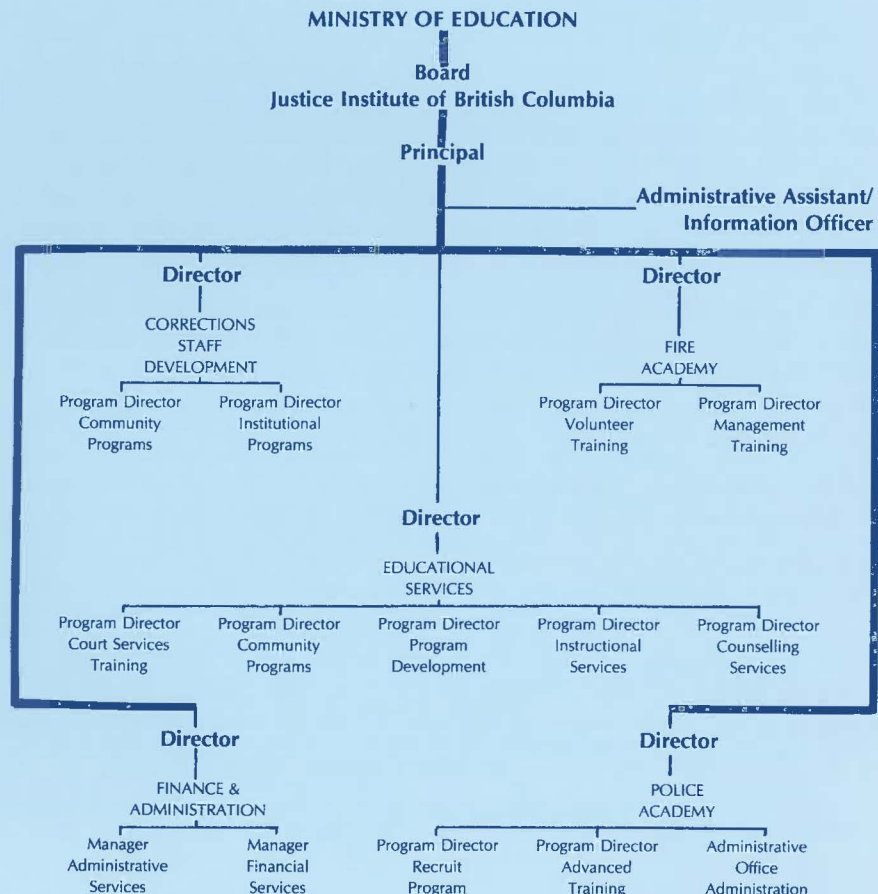 MINISTRY OF EDUCATION
Board
Justice Institute of British Columbia
Principal
Administrative Assistant/
Information Officer
Director
CORRECTIONS
STAFF
DEVELOPMENT
Program Director
Community
Programs
Program Director
Institutional
Programs
Director
FIRE
ACADEMY
Program Director
Volunteer
Training
Program Director
Management
Training
Director
EDUCATIONAL
SERVICES
Program Director
Court Services
Training
Program Director
Community
Programs
Program Director
Program
Development
Program Director
Instructional
Services
Program Director
Counselling
Services
Director
FINANCE &
ADMINISTRATION
Manager
Administrative
Services
Manager
Financial
Services
Director
POLICE
ACADEMY
Program Director
Recruit
Program
Program Director
Advanced
Training
Administrative
Office
Administration